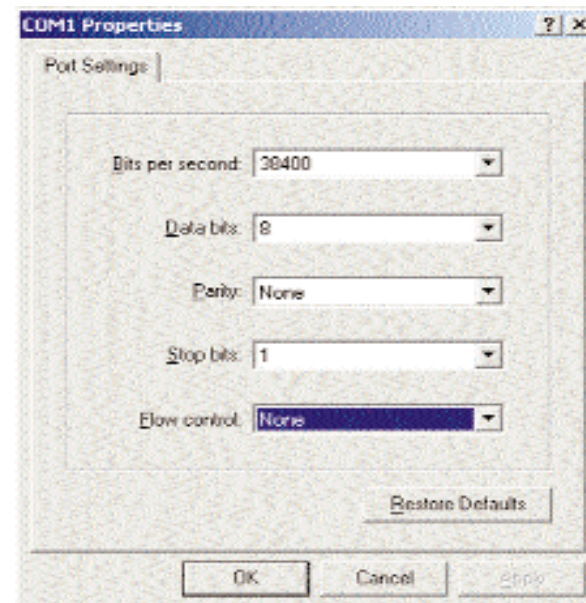 COM1 Properties ? ×
Port Settings
Bits per second: 38400
Data bits: 8
Parity: None
Stop bits: 1
Flow control: None
Restore Defaults
OK Cancel Apply